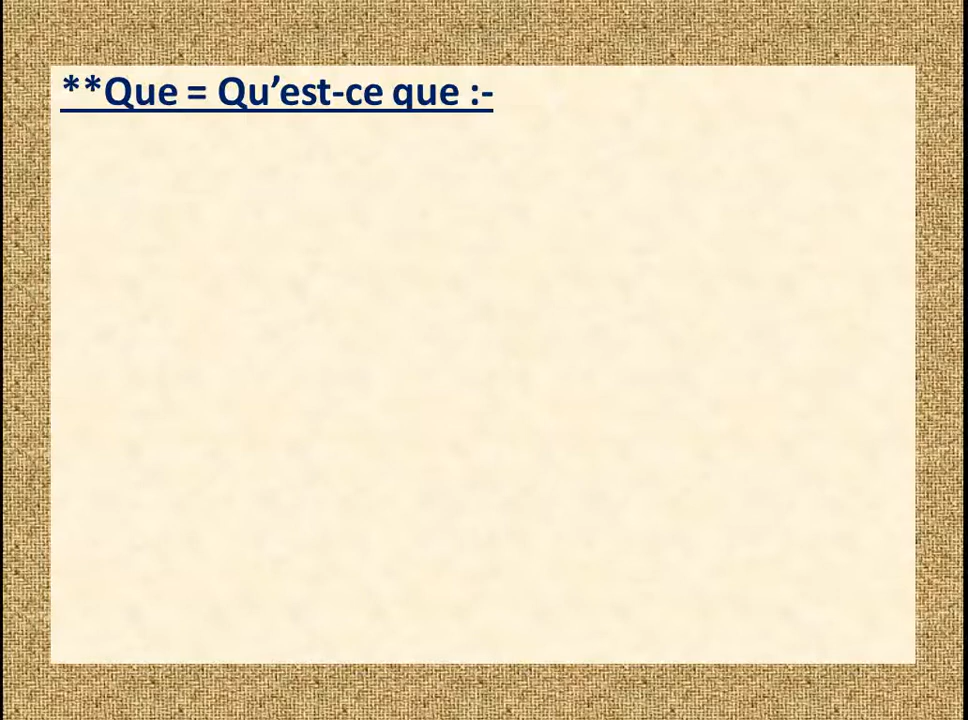 **Que = Qu’est-ce que :-